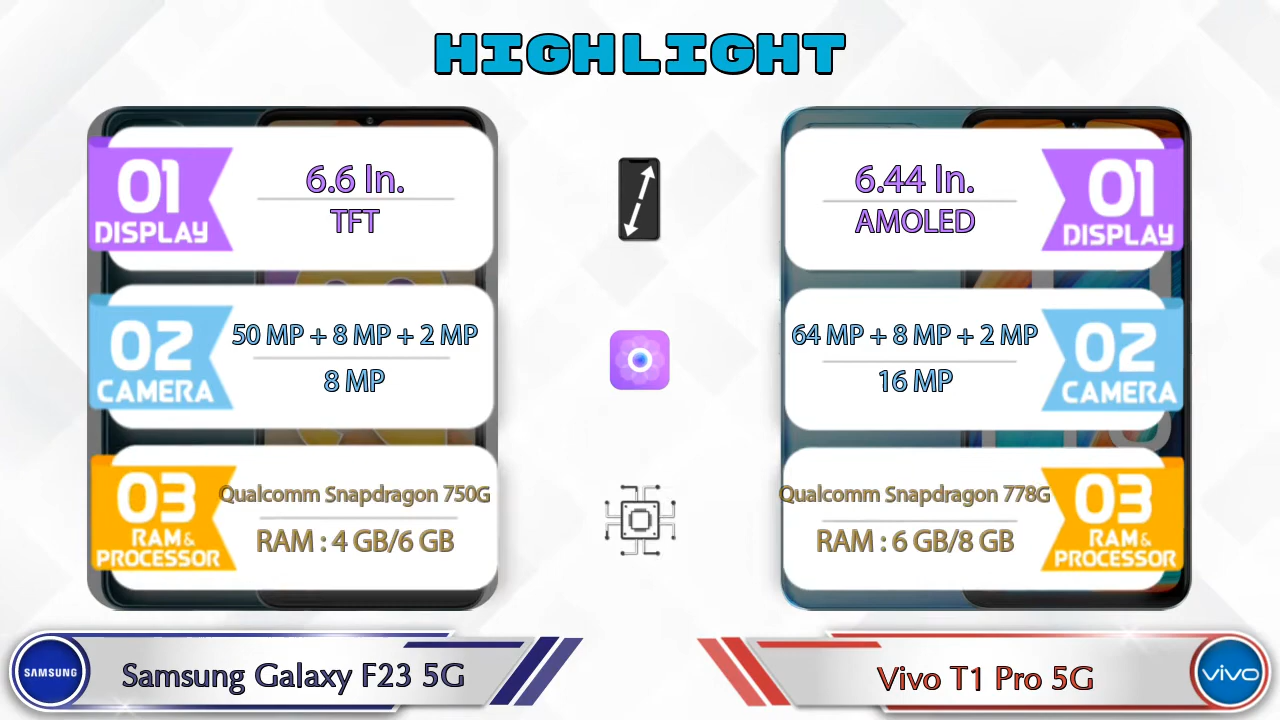 HIGHLIGHT
01
DISPLAY
6.6 In.
TFT
02
CAMERA
50 MP + 8 MP + 2 MP
8 MP
03
RAM &
PROCESSOR
Qualcomm Snapdragon 750G
RAM : 4 GB/6 GB
6.44 In.
AMOLED
01
DISPLAY
64 MP + 8 MP + 2 MP
16 MP
02
CAMERA
Qualcomm Snapdragon 778G
RAM : 6 GB/8 GB
03
RAM &
PROCESSOR
SAMSUNG
Samsung Galaxy F23 5G
Vivo T1 Pro 5G
vivo